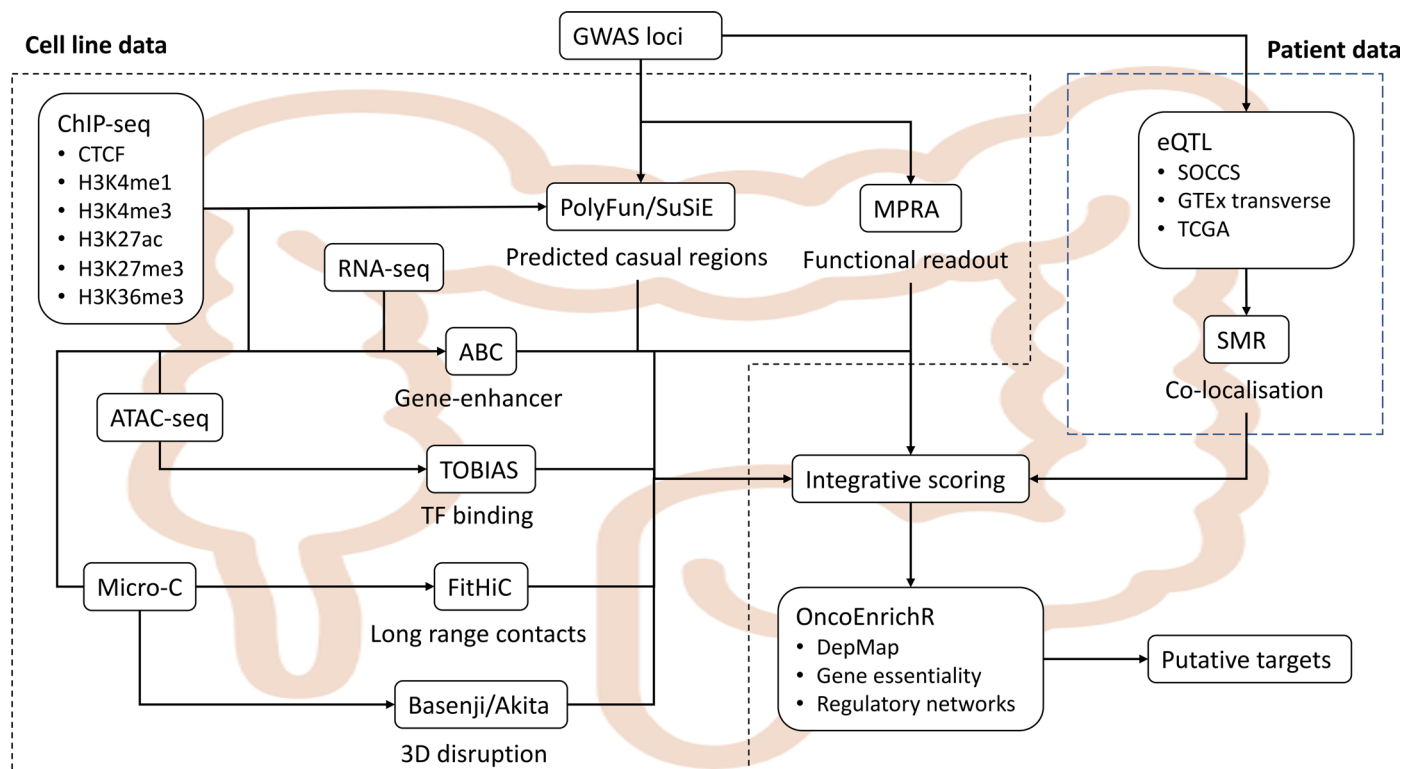 Cell line data
GWAS loci
Patient data
ChIP-seq
• CTCF
• H3K4me1
• H3K4me3
• H3K27ac
• H3K27me3
• H3K36me3
PolyFun/SuSiE
Predicted casual regions
MPRA
Functional readout
eQTL
• SOCCS
• GTEx transverse
• TCGA
RNA-seq
SMR
Co-localisation
ABC
Gene-enhancer
ATAC-seq
TOBIAS
TF binding
Integrative scoring
Micro-C
FitHiC
Long range contacts
OncoEnrichR
• DepMap
• Gene essentiality
• Regulatory networks
Putative targets
Basenji/Akita
3D disruption